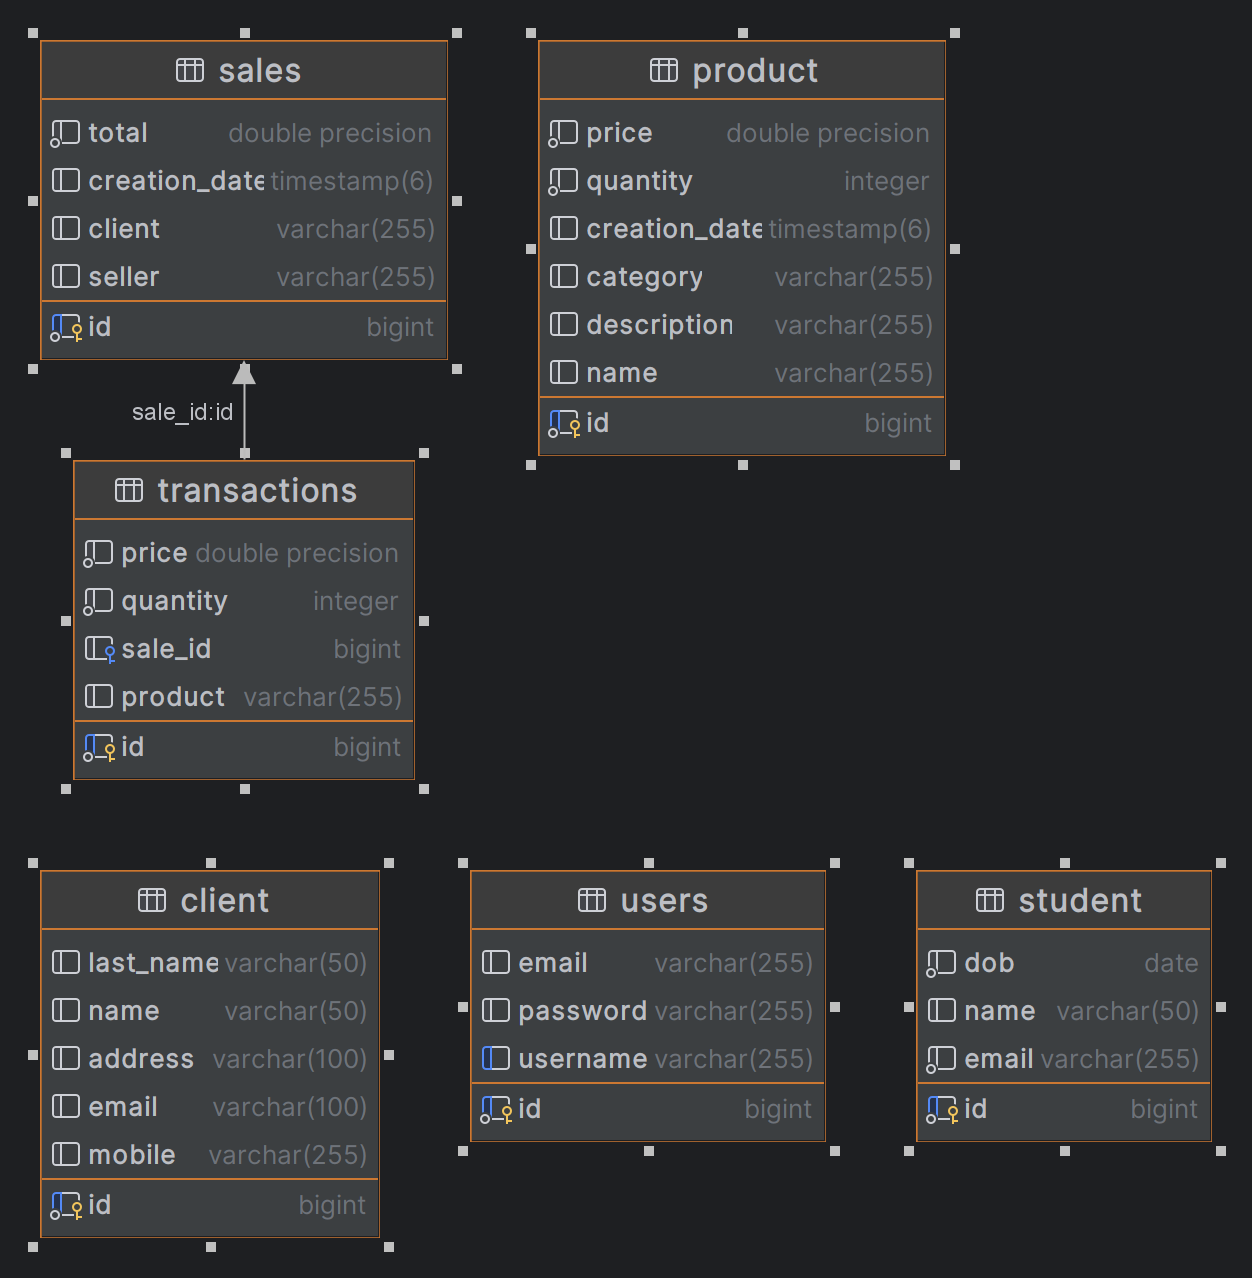 sales
total double precision
creation_date timestamp(6)
client varchar(255)
seller varchar(255)
id bigint
product
price double precision
quantity integer
creation_date timestamp(6)
category varchar(255)
description varchar(255)
name varchar(255)
id bigint
sale_id:id
transactions
price double precision
quantity integer
sale_id bigint
product varchar(255)
id bigint
client
last_name varchar(50)
name varchar(50)
address varchar(100)
email varchar(100)
mobile varchar(255)
id bigint
users
email varchar(255)
password varchar(255)
username varchar(255)
id bigint
student
dob date
name varchar(50)
email varchar(255)
id bigint